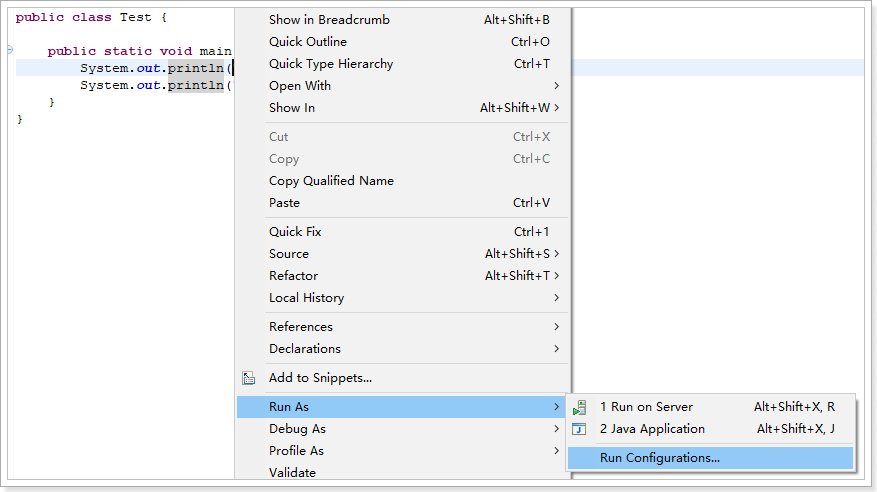 public class Test {
public static void main
System.out.println(
System.out.println(
}
}
Show in Breadcrumb Alt+Shift+B
Quick Outline Ctrl+O
Quick Type Hierarchy Ctrl+T
Open With
Show In Alt+Shift+W
Cut Ctrl+X
Copy Ctrl+C
Copy Qualified Name
Paste Ctrl+V
Quick Fix Ctrl+1
Source Alt+Shift+S
Refactor Alt+Shift+T
Local History
References
Declarations
Add to Snippets...
Run As
Debug As
Profile As
Validate
1 Run on Server Alt+Shift+X, R
2 Java Application Alt+Shift+X, J
Run Configurations...